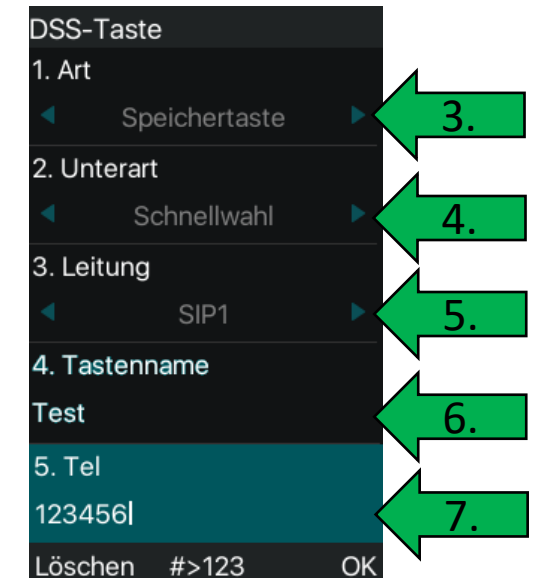 DSS-Taste
1. Art
Speichertaste
3.
2. Unterart
Schnellwahl
4.
3. Leitung
SIP1
5.
4. Tastenname
Test
6.
5. Tel
123456
7.
Löschen #>123 OK